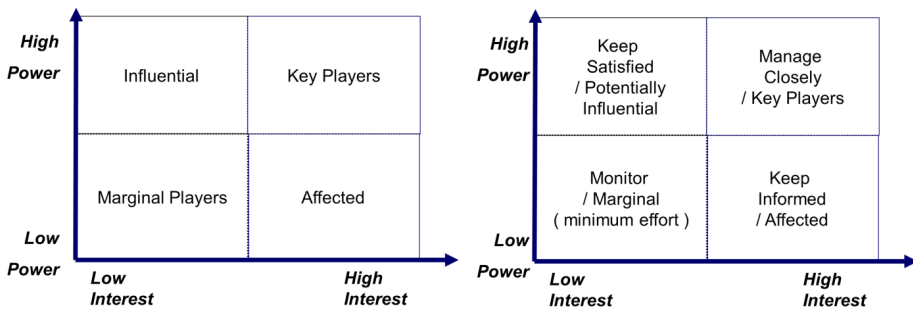 High
Power
Influential
Key Players
Marginal Players
Affected
Low
Power
Low
Interest
High
Interest
High
Power
Keep
Satisfied
/ Potentially
Influential
Manage
Closely
/ Key Players
Monitor
/ Marginal
( minimum effort )
Keep
Informed
/ Affected
Low
Power
Low
Interest
High
Interest